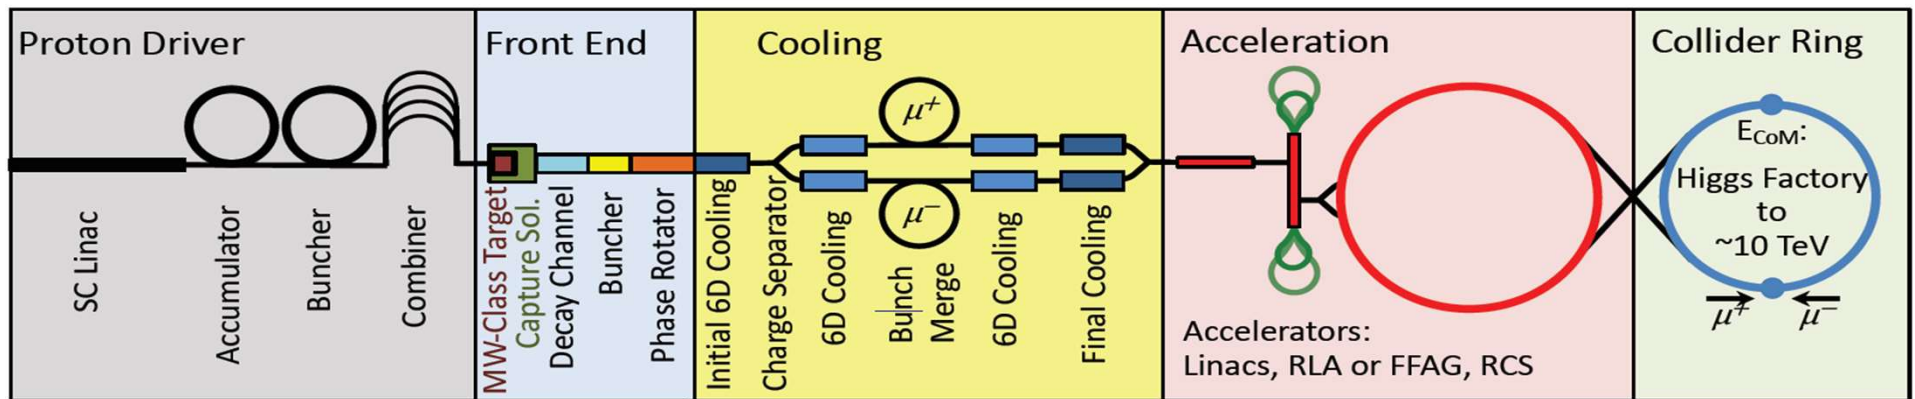 Proton Driver
Front End
Cooling
Acceleration
Collider Ring
SC Linac
Accumulator
Buncher
Combiner
MW-Class Target
Capture Sol.
Decay Channel
Buncher
Phase Rotator
Initial 6D Cooling
Charge Separator
6D Cooling
μ+
μ−
Bunch
Merge
6D Cooling
Final Cooling
Accelerators:
Linacs, RLA or FFAG, RCS
ECoM:
Higgs Factory
to
~10 TeV
μ+ μ−